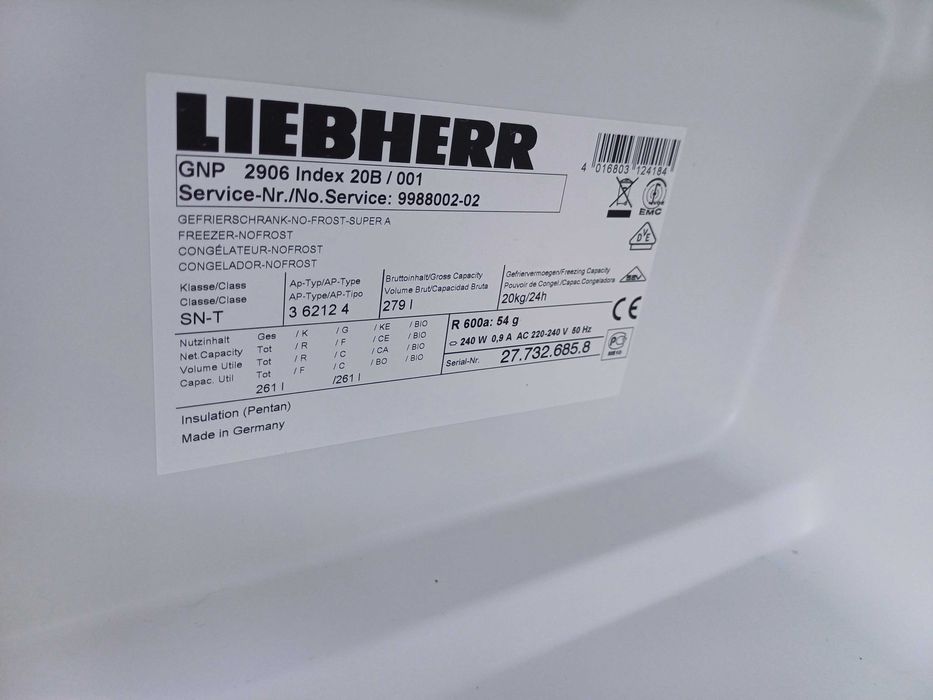 LIEBHERR
GNP 2906 Index 20B / 001
Service-Nr./No.Service: 9988002-02
4 016803 124184
EMC
GEFRIERSCHRANK-NO-FROST-SUPER A
FREEZER-NOFROST
CONGÉLATEUR-NOFROST
CONGELADOR-NOFROST
DVE
SEV
Klasse/Class
Classe/Clase
SN-T
Ap-Typ/AP-Type
AP-Type/AP-Tipo
3 6212 4
Bruttoinhalt/Gross Capacity
Volume Brut/Capacidad Bruta
279 l
Gefriervermoegen/Freezing Capacity
Pouvoir de Congel./Capac.Congeladora
20kg/24h
CE
Nutzinhalt Ges / K / G / KE / BIO
Net.Capacity Tot / R / F / CE / BIO
Volume Utile Tot / R / C / CA / BIO
Capac. Util Tot / F / C / BO / BIO
261 l /261 l
R 600a: 54 g
240 W 0,9 A AC 220-240 V 50 Hz
Serial-Nr. 27.732.685.8
Insulation (Pentan)
Made in Germany